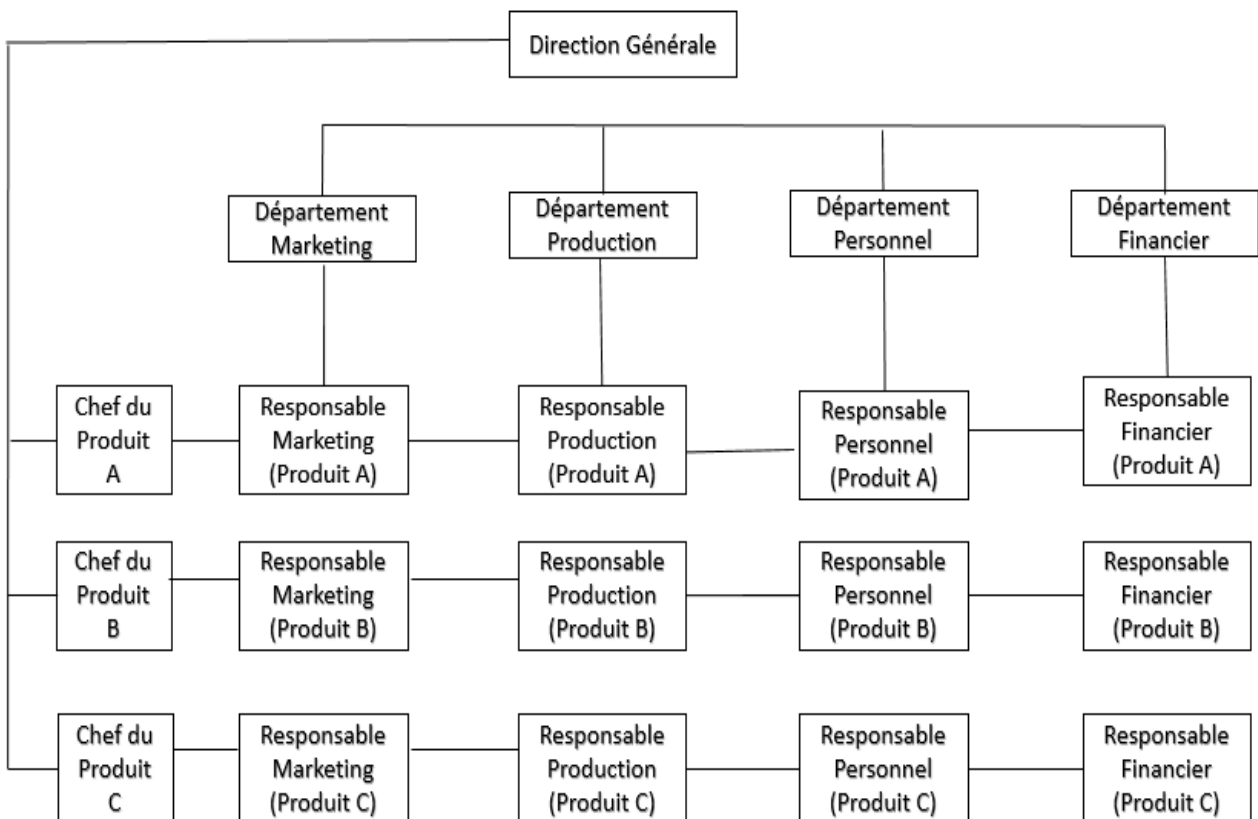 Direction Générale
Département
Marketing
Département
Production
Département
Personnel
Département
Financier
Chef du
Produit
A
Responsable
Marketing
(Produit A)
Responsable
Production
(Produit A)
Responsable
Personnel
(Produit A)
Responsable
Financier
(Produit A)
Chef du
Produit
B
Responsable
Marketing
(Produit B)
Responsable
Production
(Produit B)
Responsable
Personnel
(Produit B)
Responsable
Financier
(Produit B)
Chef du
Produit
C
Responsable
Marketing
(Produit C)
Responsable
Production
(Produit C)
Responsable
Personnel
(Produit C)
Responsable
Financier
(Produit C)